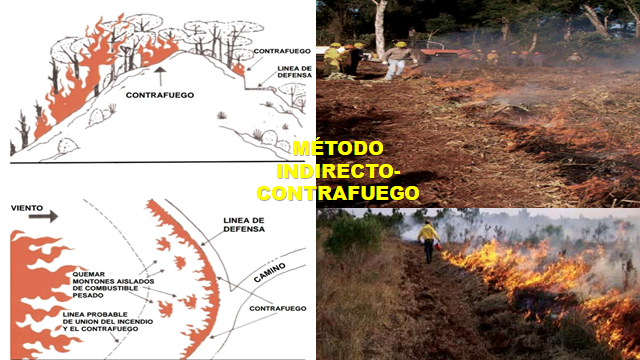 CONTRAFUEGO
LINEA DE
DEFENSA
CONTRAFUEGO
MÉTODO
INDIRECTO-
CONTRAFUEGO
VIENTO
LINEA DE
DEFENSA
CAMINO
QUEMAR
MONTONES AISLADOS
DE COMBUSTIBLE
PESADO
CONTRAFUEGO
LINEA PROBABLE
DE UNION DEL INCENDIO
Y EL CONTRAFUEGO